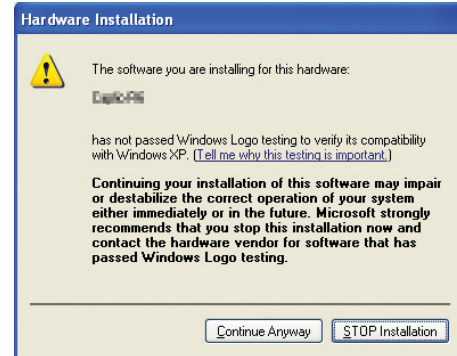 Hardware Installation
The software you are installing for this hardware:
has not passed Windows Logo testing to verify its compatibility
with Windows XP. (Tell me why this testing is important.)
Continuing your installation of this software may impair
or destabilize the correct operation of your system
either immediately or in the future. Microsoft strongly
recommends that you stop this installation now and
contact the hardware vendor for software that has
passed Windows Logo testing.
Continue Anyway
STOP Installation